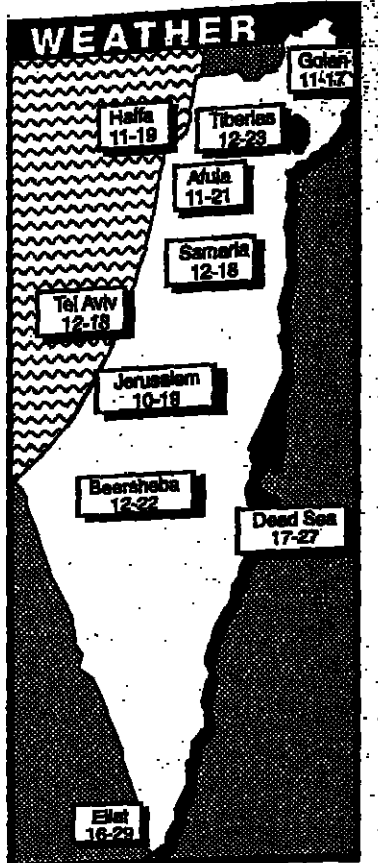 WEATHER
Golan
11-17
Haifa
11-19
Tiberias
12-23
Afula
11-21
Samaria
12-18
Tel Aviv
12-18
Jerusalem
10-18
Beersheba
12-22
Dead Sea
17-27
Eilat
16-29